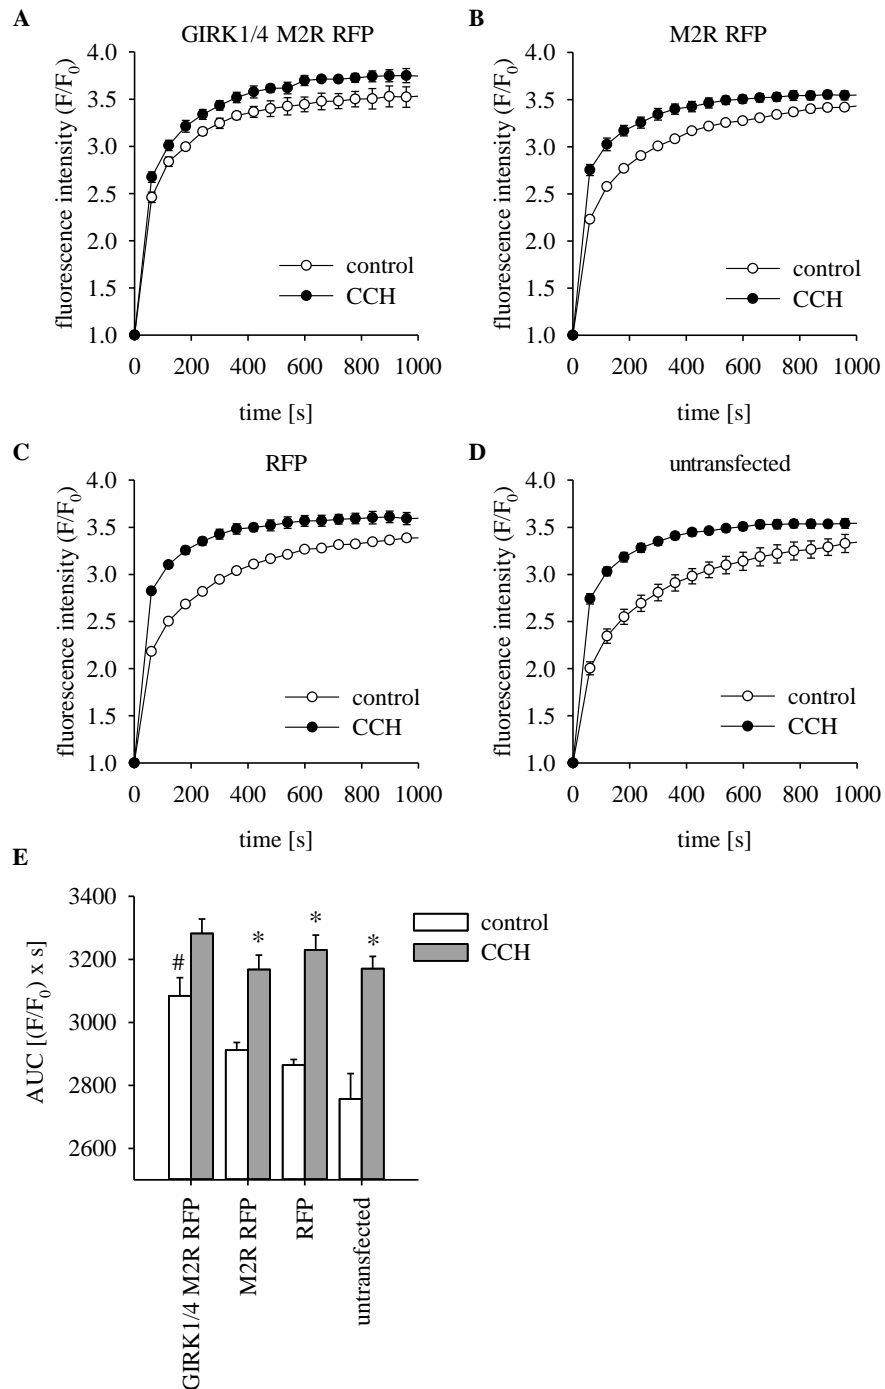 A
GIRK1/4 M2R RFP
fluorescence intensity (F/F0)
4.0
3.5
3.0
2.5
2.0
1.5
1.0
control
CCH
0 200 400 600 800 1000
time [s]
B
M2R RFP
fluorescence intensity (F/F0)
4.0
3.5
3.0
2.5
2.0
1.5
1.0
control
CCH
0 200 400 600 800 1000
time [s]
C
RFP
fluorescence intensity (F/F0)
4.0
3.5
3.0
2.5
2.0
1.5
1.0
control
CCH
0 200 400 600 800 1000
time [s]
D
untransfected
fluorescence intensity (F/F0)
4.0
3.5
3.0
2.5
2.0
1.5
1.0
control
CCH
0 200 400 600 800 1000
time [s]
E
AUC [(F/F0) x s]
3400
3200
3000
2800
2600
# * * *
control
CCH
GIRK1/4 M2R RFP
M2R RFP
RFP
untransfected